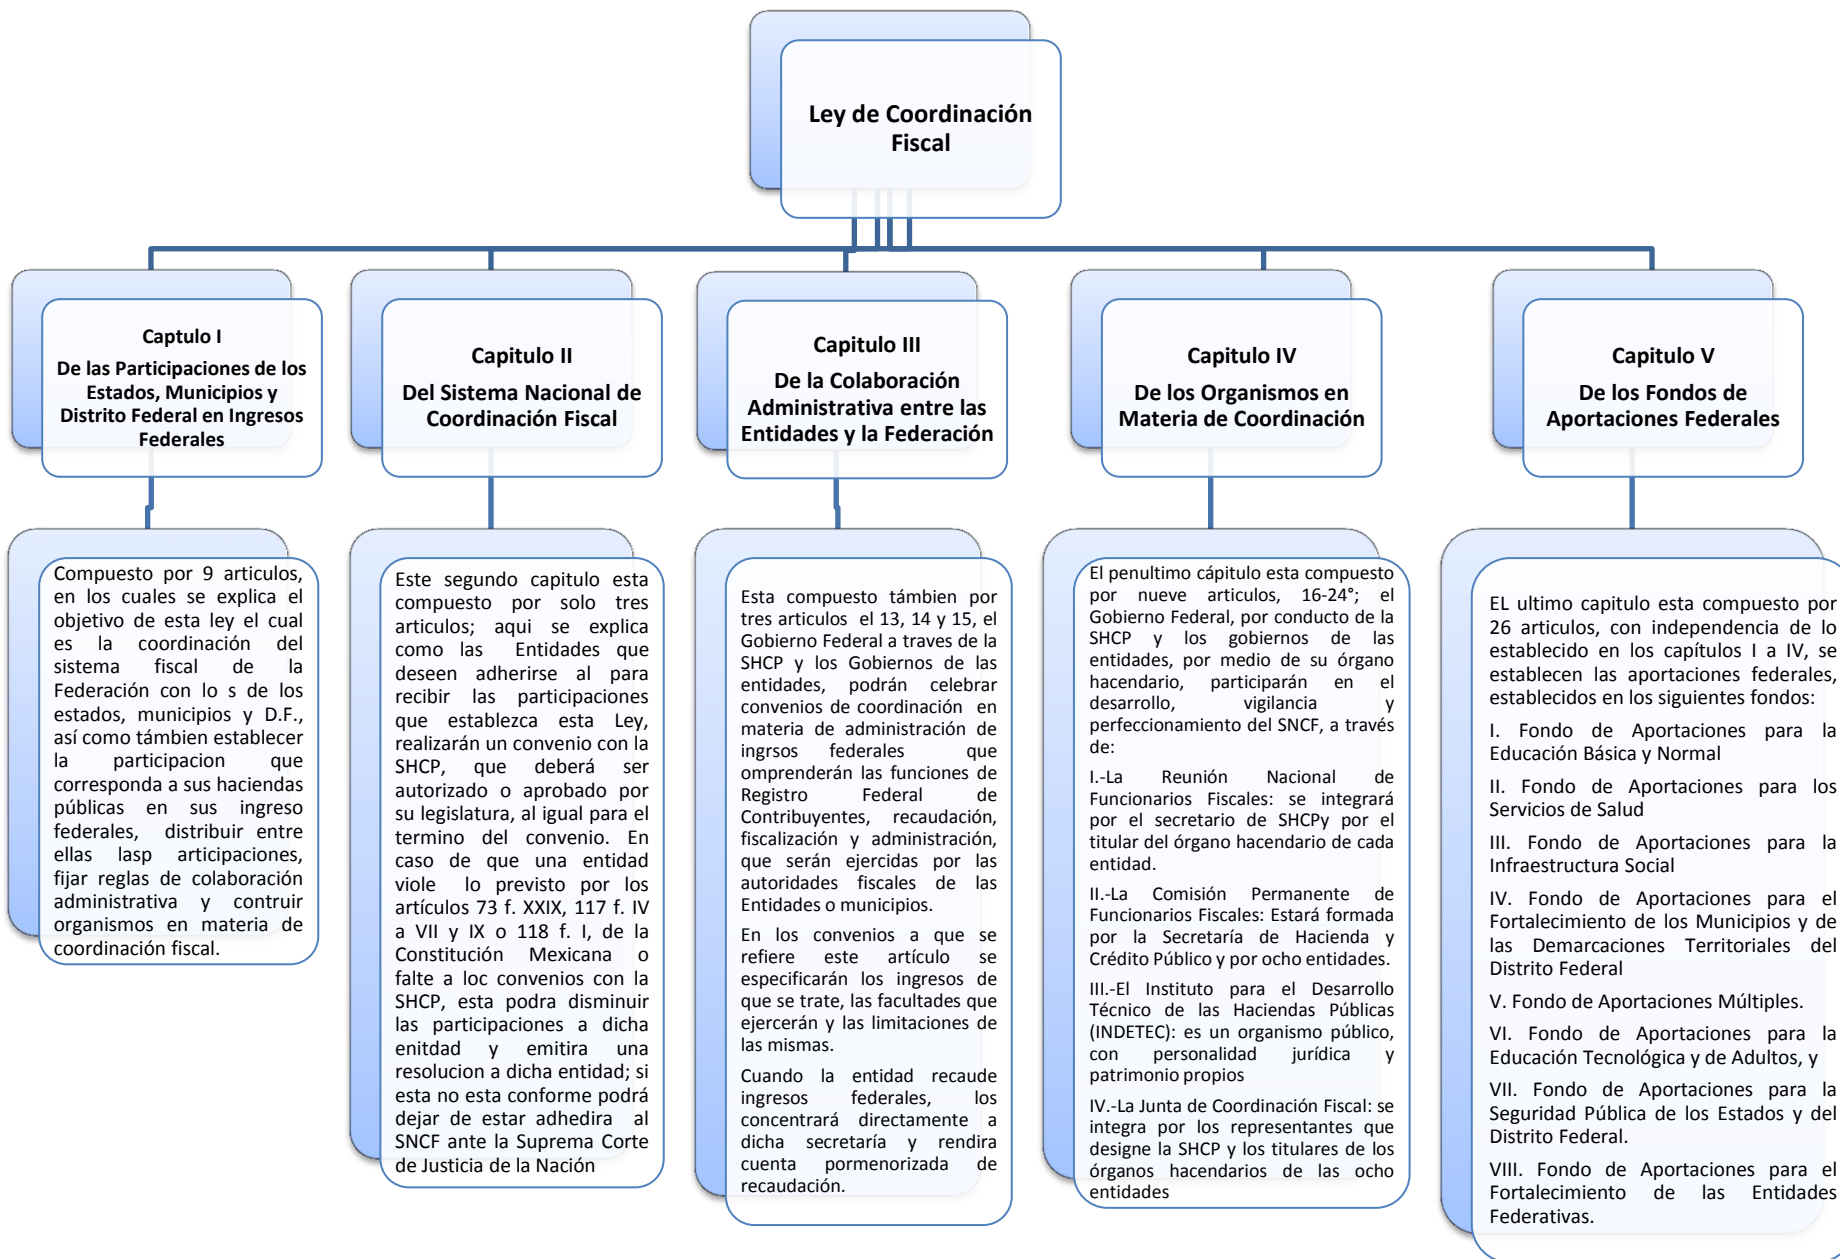 Ley de Coordinación
Fiscal
Captulo I
De las Participaciones de los
Estados, Municipios y
Distrito Federal en Ingresos
Federales
Capitulo II
Del Sistema Nacional de
Coordinación Fiscal
Capitulo III
De la Colaboración
Administrativa entre las
Entidades y la Federación
Capitulo IV
De los Organismos en
Materia de Coordinación
Capitulo V
De los Fondos de
Aportaciones Federales
Compuesto por 9 articulos,
en los cuales se explica el
objetivo de esta ley el cual
es la coordinación del
sistema fiscal de la
Federación con lo s de los
estados, municipios y D.F.,
así como támbien establecer
la participacion que
corresponda a sus haciendas
públicas en sus ingreso
federales, distribuir entre
ellas lasp articipaciones,
fijar reglas de colaboración
administrativa y contruir
organismos en materia de
coordinación fiscal.
Este segundo capitulo esta
compuesto por solo tres
articulos; aqui se explica
como las Entidades que
deseen adherirse al para
recibir las participaciones
que establezca esta Ley,
realizarán un convenio con la
SHCP, que deberá ser
autorizado o aprobado por
su legislatura, al igual para el
termino del convenio. En
caso de que una entidad
viole lo previsto por los
artículos 73 f. XXIX, 117 f. IV
a VII y IX o 118 f. I, de la
Constitución Mexicana o
falte a loc convenios con la
SHCP, esta podra disminuir
las participaciones a dicha
enitdad y emitira una
resolucion a dicha entidad; si
esta no esta conforme podrá
dejar de estar adhedira al
SNCF ante la Suprema Corte
de Justicia de la Nación
Esta compuesto támbien por
tres articulos el 13, 14 y 15, el
Gobierno Federal a traves de la
SHCP y los Gobiernos de las
entidades, podrán celebrar
convenios de coordinación en
materia de administración de
ingrsos federales que
omprenderán las funciones de
Registro Federal de
Contribuyentes, recaudación,
fiscalización y administración,
que serán ejercidas por las
autoridades fiscales de las
Entidades o municipios.
En los convenios a que se
refiere este artículo se
especificarán los ingresos de
que se trate, las facultades que
ejercerán y las limitaciones de
las mismas.
Cuando la entidad recaude
ingresos federales, los
concentrará directamente a
dicha secretaría y rendira
cuenta pormenorizada de
recaudación.
El penultimo cápitulo esta compuesto
por nueve articulos, 16-24°; el
Gobierno Federal, por conducto de la
SHCP y los gobiernos de las
entidades, por medio de su órgano
hacendario, participarán en el
desarrollo, vigilancia y
perfeccionamiento del SNCF, a través
de:
I.-La Reunión Nacional de
Funcionarios Fiscales: se integrará
por el secretario de SHCPy por el
titular del órgano hacendario de cada
entidad.
II.-La Comisión Permanente de
Funcionarios Fiscales: Estará formada
por la Secretaría de Hacienda y
Crédito Público y por ocho entidades.
III.-El Instituto para el Desarrollo
Técnico de las Haciendas Públicas
(INDETEC): es un organismo público,
con personalidad jurídica y
patrimonio propios
IV.-La Junta de Coordinación Fiscal: se
integra por los representantes que
designe la SHCP y los titulares de los
órganos hacendarios de las ocho
entidades
EL ultimo capitulo esta compuesto por
26 articulos, con independencia de lo
establecido en los capítulos I a IV, se
establecen las aportaciones federales,
establecidos en los siguientes fondos:
I. Fondo de Aportaciones para la
Educación Básica y Normal
II. Fondo de Aportaciones para los
Servicios de Salud
III. Fondo de Aportaciones para la
Infraestructura Social
IV. Fondo de Aportaciones para el
Fortalecimiento de los Municipios y de
las Demarcaciones Territoriales del
Distrito Federal
V. Fondo de Aportaciones Múltiples.
VI. Fondo de Aportaciones para la
Educación Tecnológica y de Adultos, y
VII. Fondo de Aportaciones para la
Seguridad Pública de los Estados y del
Distrito Federal.
VIII. Fondo de Aportaciones para el
Fortalecimiento de las Entidades
Federativas.